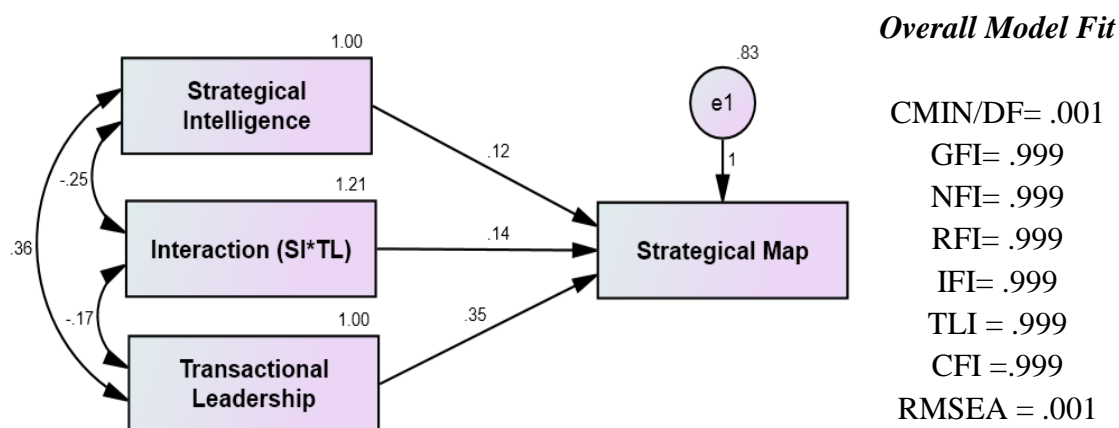 Overall Model Fit
1.00
Strategical
Intelligence
.83
e1
CMIN/DF= .001
GFI= .999
NFI= .999
RFI= .999
IFI= .999
TLI = .999
CFI =.999
RMSEA = .001
.12
1
-.25
1.21
Interaction (SI*TL)
.14
Strategical Map
.36
-.17
1.00
.35
Transactional
Leadership